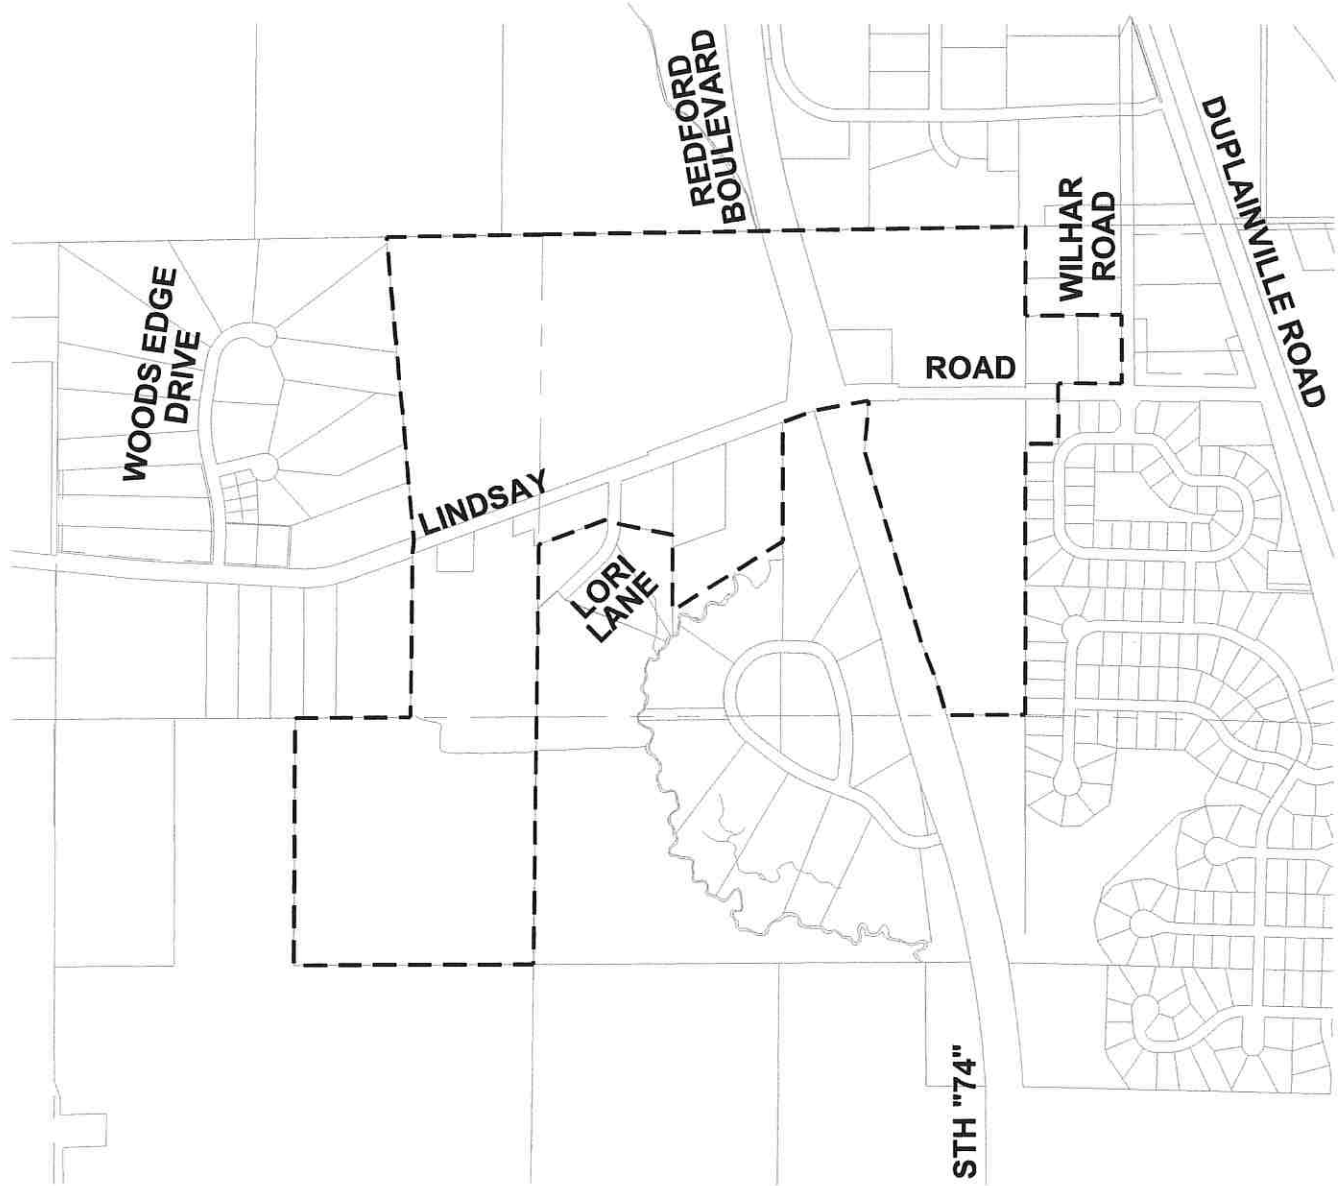 REDFORD
BOULEVARD
DUPLAINVILLE ROAD
WILHAR
ROAD
WOODS EDGE
DRIVE
ROAD
LINDSAY
LORI
LANE
STH "74"